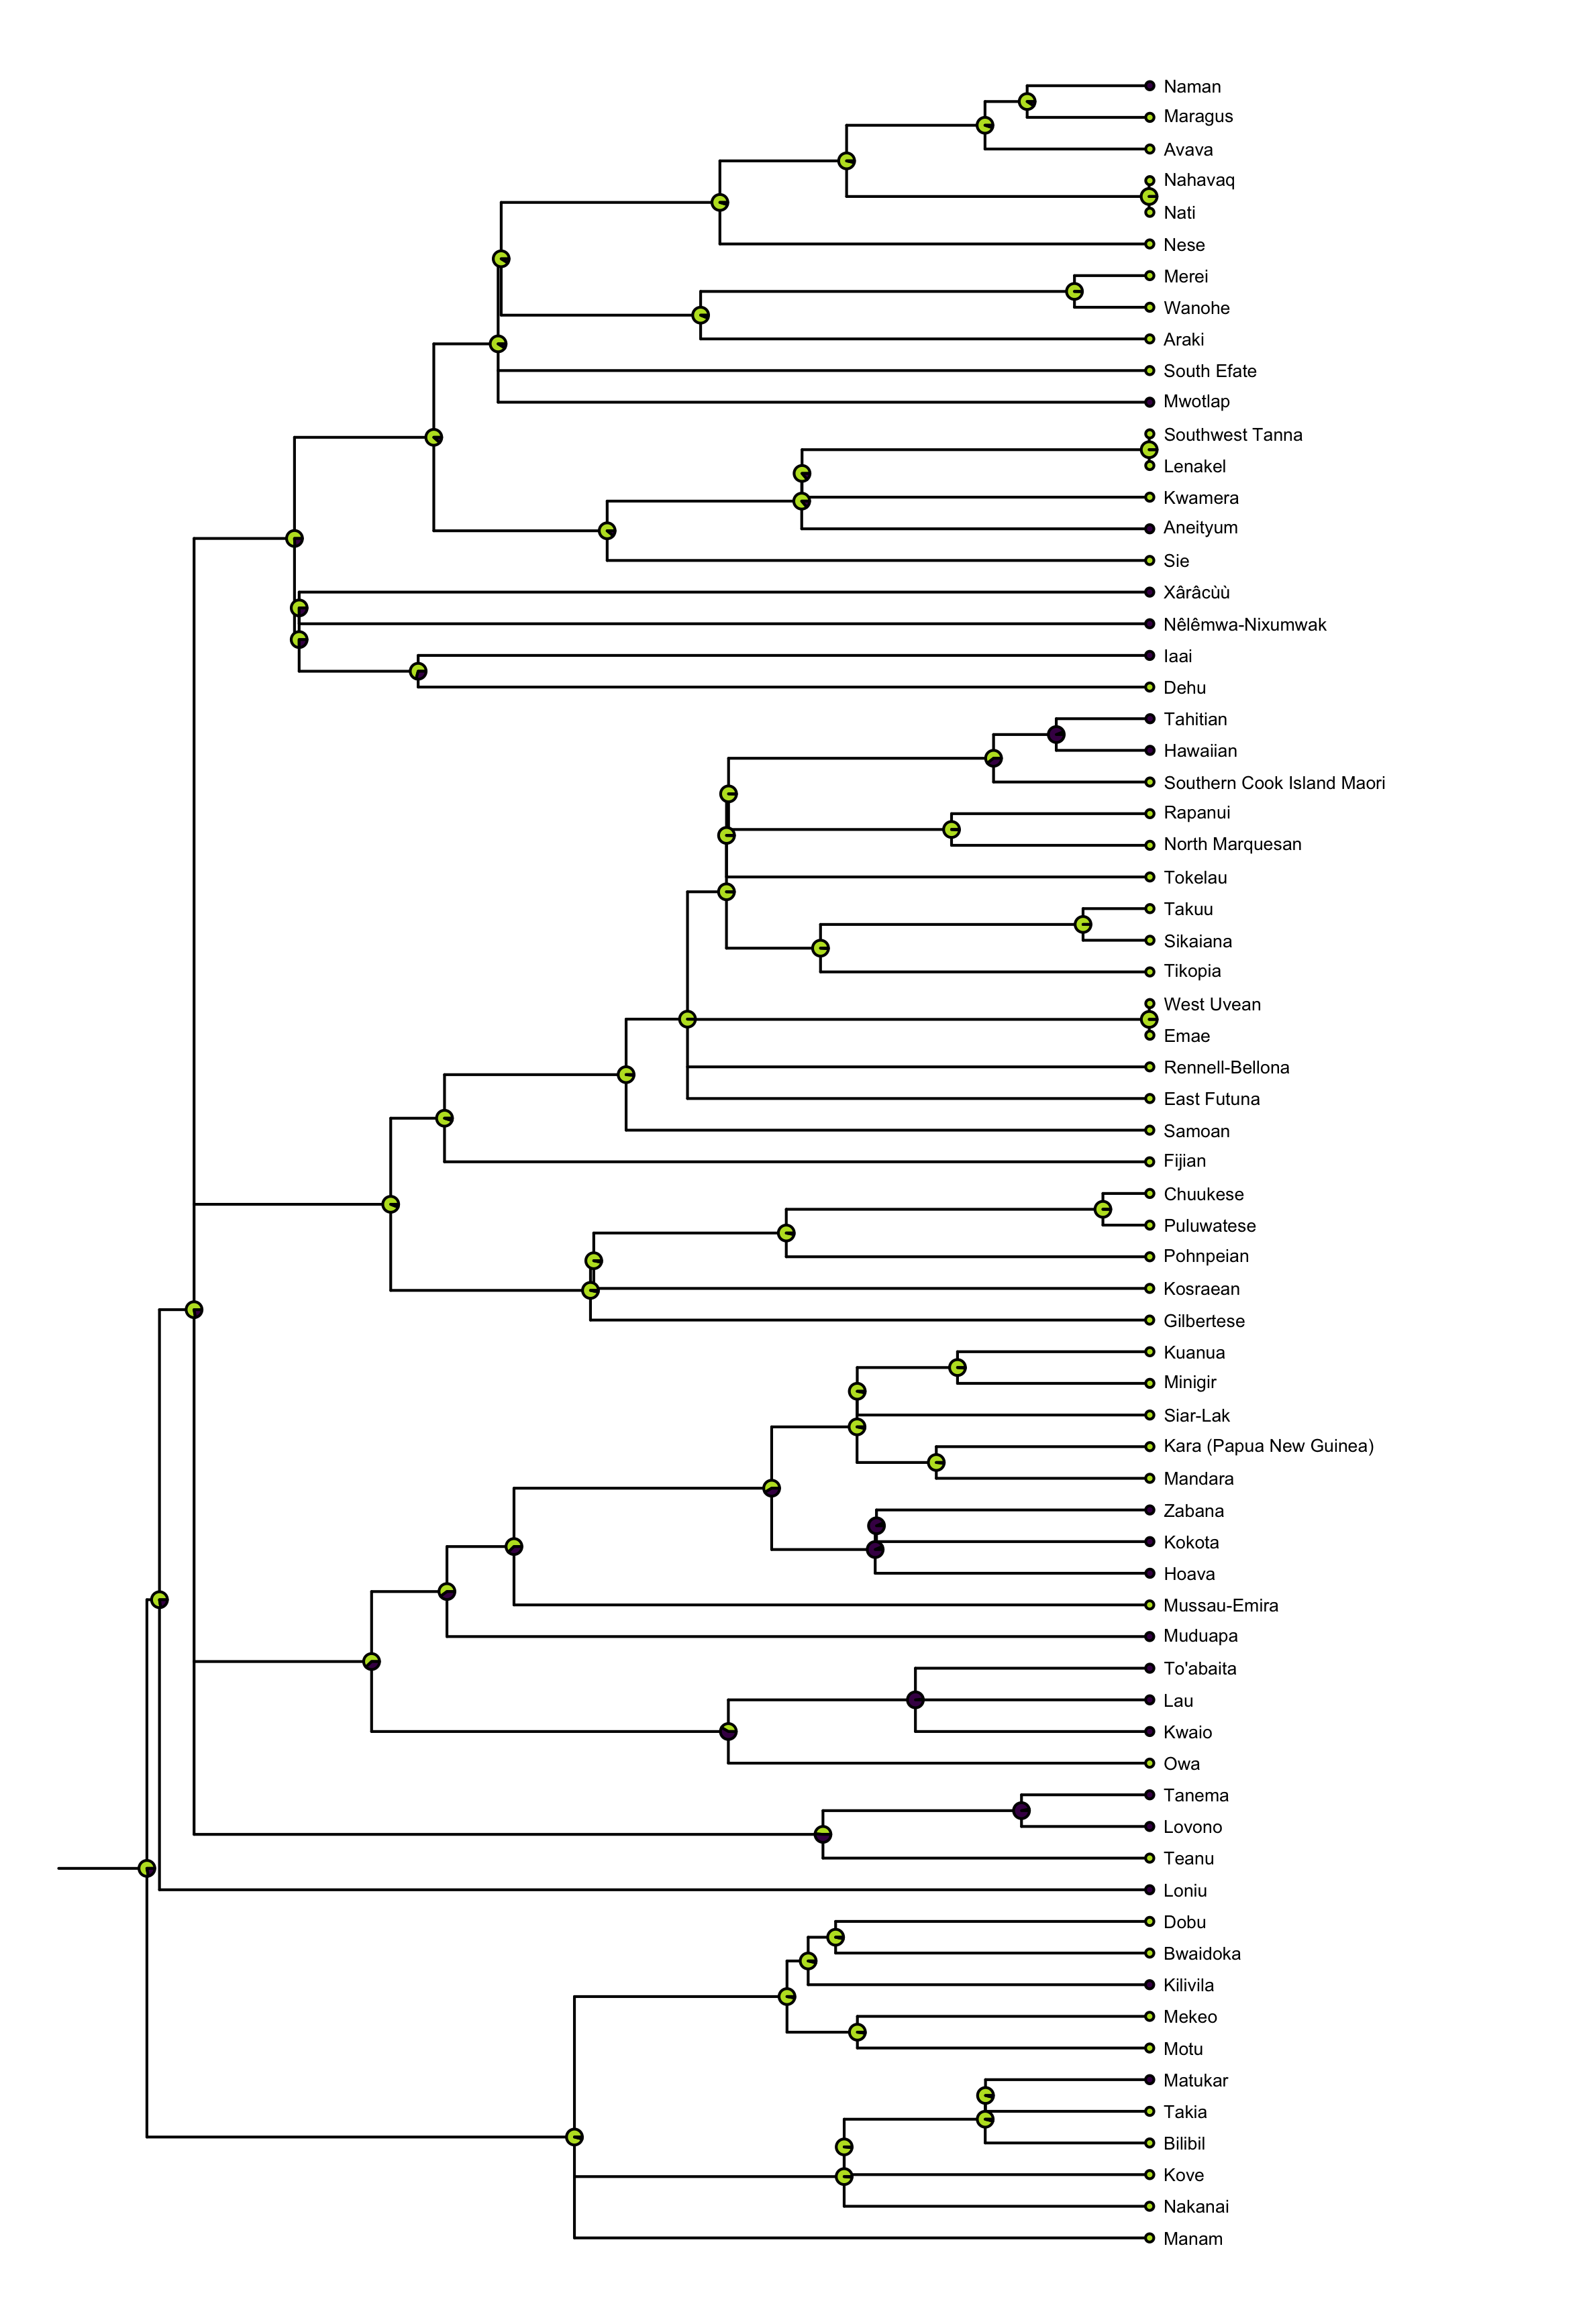 Naman
Maragus
Avava
Nahavaq
Nati
Nese
Merei
Wanohe
Araki
South Efate
Mwotlap
Southwest Tanna
Lenakel
Kwamera
Aneityum
Sie
Xârâcùù
Nêlêmwa-Nixumwak
Iaai
Dehu
Tahitian
Hawaiian
Southern Cook Island Maori
Rapanui
North Marquesan
Tokelau
Takuu
Sikaiana
Tikopia
West Uvean
Emae
Rennell-Bellona
East Futuna
Samoan
Fijian
Chuukese
Puluwatese
Pohnpeian
Kosraean
Gilbertese
Kuanua
Minigir
Siar-Lak
Kara (Papua New Guinea)
Mandara
Zabana
Kokota
Hoava
Mussau-Emira
Muduapa
To'abaita
Lau
Kwaio
Owa
Tanema
Lovono
Teanu
Loniu
Dobu
Bwaidoka
Kilivila
Mekeo
Motu
Matukar
Takia
Bilibil
Kove
Nakanai
Manam